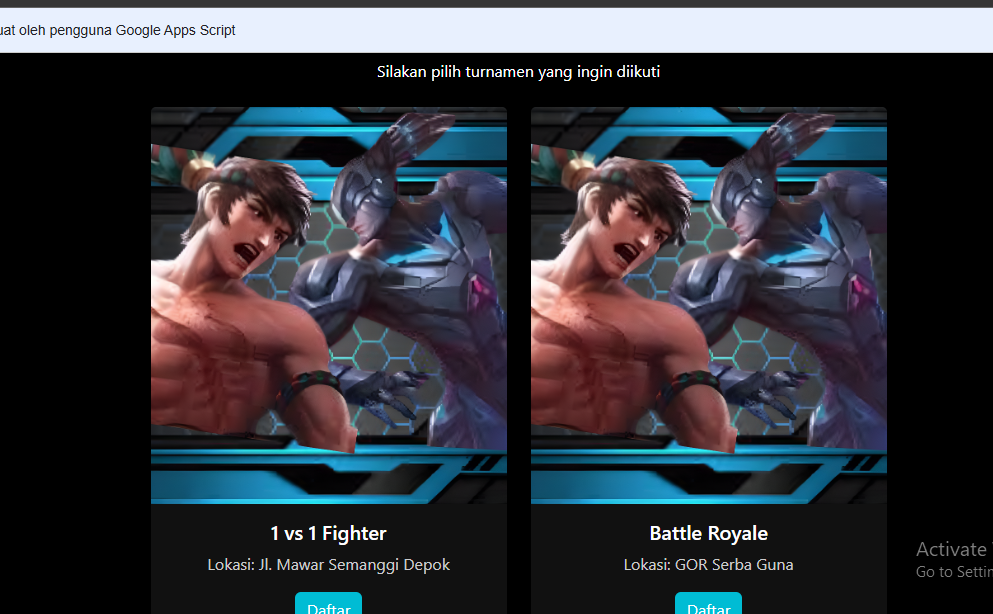 uat oleh pengguna Google Apps Script
Silakan pilih turnamen yang ingin diikuti
1 vs 1 Fighter
Lokasi: Jl. Mawar Semanggi Depok
Daftar
Battle Royale
Lokasi: GOR Serba Guna
Daftar
Activate
Go to Settin